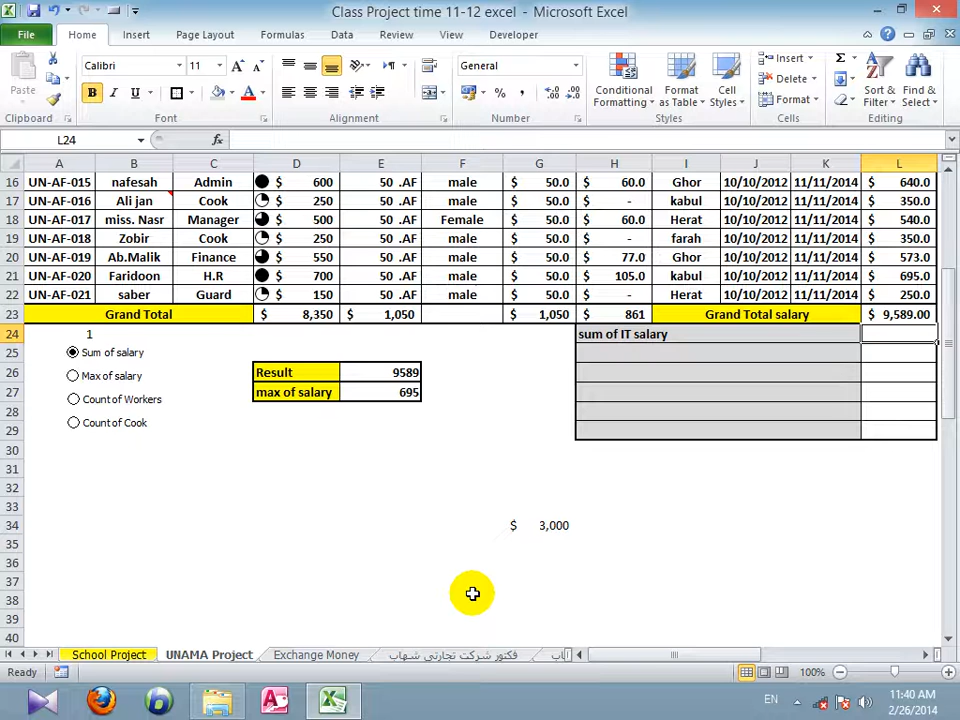 Class Project time 11-12 excel - Microsoft Excel
File Home Insert Page Layout Formulas Data Review View Developer
Paste Calibri 11 A A B I U A General $ % , Conditional Formatting Format as Table Cell Styles Insert Delete Format Σ Sort & Filter Find & Select
Clipboard Font Alignment Number Styles Cells Editing
L24 fx
A B C D E F G H I J K L
16 UN-AF-015 nafesah Admin $ 600 50 .AF male $ 50.0 $ 60.0 Ghor 10/10/2012 11/11/2014 $ 640.0
17 UN-AF-016 Ali jan Cook $ 250 50 .AF male $ 50.0 $ - kabul 10/10/2012 11/11/2014 $ 350.0
18 UN-AF-017 miss. Nasr Manager $ 500 50 .AF Female $ 50.0 $ 60.0 Herat 10/10/2012 11/11/2014 $ 540.0
19 UN-AF-018 Zobir Cook $ 250 50 .AF male $ 50.0 $ - farah 10/10/2012 11/11/2014 $ 350.0
20 UN-AF-019 Ab.Malik Finance $ 550 50 .AF male $ 50.0 $ 77.0 Ghor 10/10/2012 11/11/2014 $ 573.0
21 UN-AF-020 Faridoon H.R $ 700 50 .AF male $ 50.0 $ 105.0 kabul 10/10/2012 11/11/2014 $ 695.0
22 UN-AF-021 saber Guard $ 150 50 .AF male $ 50.0 $ - Herat 10/10/2012 11/11/2014 $ 250.0
23 Grand Total $ 8,350 $ 1,050 $ 1,050 $ 861 Grand Total salary $ 9,589.00
24 1 sum of IT salary
25 Sum of salary
26 Max of salary Result 9589
27 Count of Workers max of salary 695
28 Count of Cook
29
30
31
32
33
34 $ 3,000
35
36
37
38
39
40
School Project UNAMA Project Exchange Money فکتور شرکت تجارتی شهاب
Ready 100%
EN 11:40 AM
2/26/2014